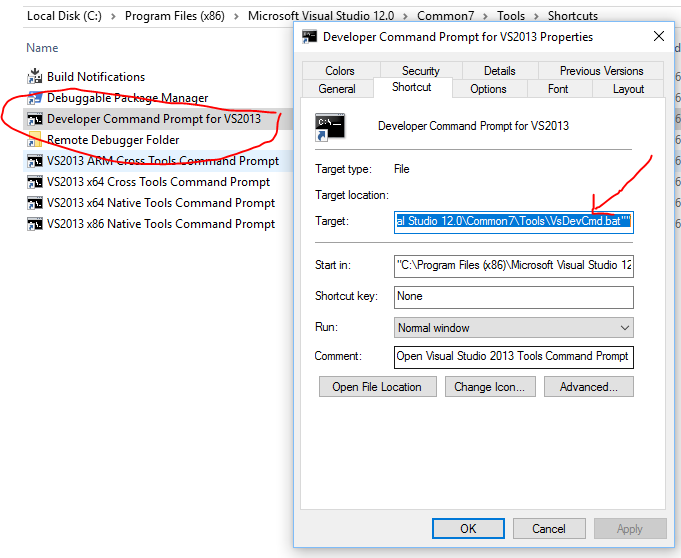 Local Disk (C:) Program Files (x86) Microsoft Visual Studio 12.0 Common7 Tools Shortcuts
Name
Build Notifications
Debuggable Package Manager
Developer Command Prompt for VS2013
Remote Debugger Folder
VS2013 ARM Cross Tools Command Prompt
VS2013 x64 Cross Tools Command Prompt
VS2013 x64 Native Tools Command Prompt
VS2013 x86 Native Tools Command Prompt
Developer Command Prompt for VS2013 Properties
Colors Security Details Previous Versions
General Shortcut Options Font Layout
Developer Command Prompt for VS2013
Target type: File
Target location:
Target: al Studio 12.0\Common7\Tools\VsDevCmd.bat""
Start in: "C:\Program Files (x86)\Microsoft Visual Studio 12
Shortcut key: None
Run: Normal window
Comment: Open Visual Studio 2013 Tools Command Prompt
Open File Location Change Icon... Advanced...
OK Cancel Apply